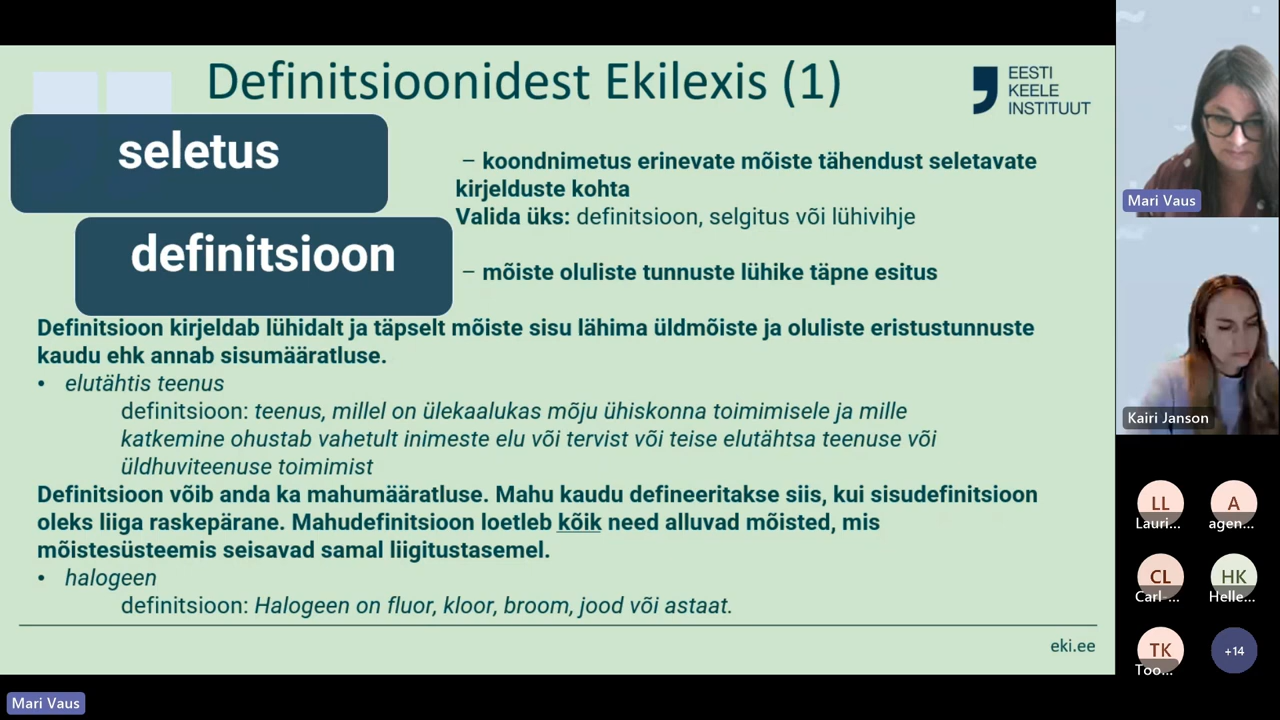 Definitsioonidest Ekilexis (1)
EESTI
KEELE
INSTITUUT
seletus
– koondnimetus erinevate mõiste tähendust seletavate
kirjelduste kohta
Valida üks: definitsioon, selgitus või lühivihje
definitsioon
– mõiste oluliste tunnuste lühike täpne esitus
Definitsioon kirjeldab lühidalt ja täpselt mõiste sisu lähima üldmõiste ja oluliste eristustunnuste
kaudu ehk annab sisumääratluse.
• elutähtis teenus
definitsioon: teenus, millel on ülekaalukas mõju ühiskonna toimimisele ja mille
katkemine ohustab vahetult inimeste elu või tervist või teise elutähtsa teenuse või
üldhuviteenuse toimimist
Definitsioon võib anda ka mahumääratluse. Mahu kaudu defineeritakse siis, kui sisudefinitsioon
oleks liiga raskepärane. Mahudefinitsioon loetleb kõik need alluvad mõisted, mis
mõistesüsteemis seisavad samal liigitustasemel.
• halogeen
definitsioon: Halogeen on fluor, kloor, broom, jood või astaat.
eki.ee
Mari Vaus
Mari Vaus
Kairi Janson
LL
Lauri...
A
agen...
CL
Carl-...
HK
Helle...
TK
Too...
+14